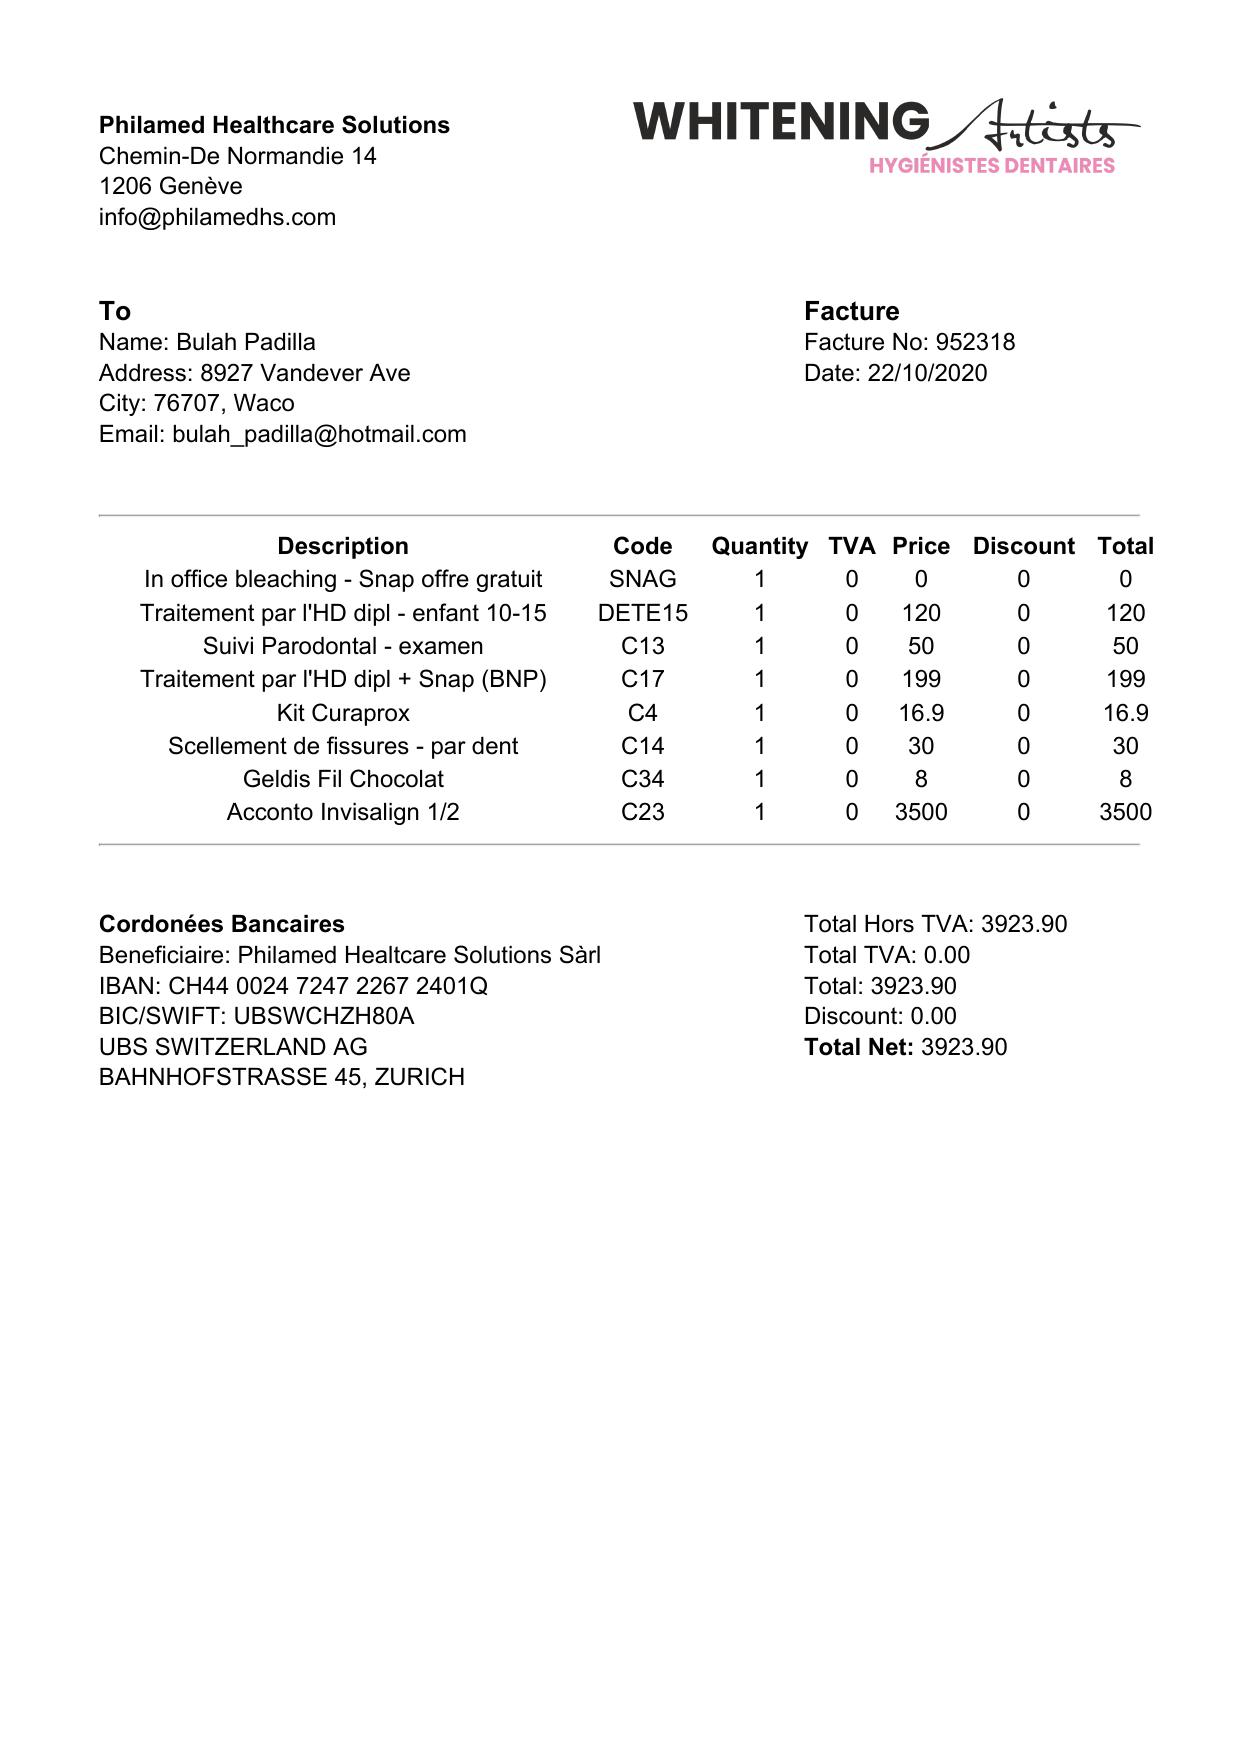 Philamed Healthcare Solutions
Chemin-De Normandie 14
1206 Genève
info@philamedhs.com
WHITENING Artists
HYGIÉNISTES DENTAIRES
To
Name: Bulah Padilla
Address: 8927 Vandever Ave
City: 76707, Waco
Email: bulah_padilla@hotmail.com
Facture
Facture No: 952318
Date: 22/10/2020
Description Code Quantity TVA Price Discount Total
In office bleaching - Snap offre gratuit SNAG 1 0 0 0 0
Traitement par l'HD dipl - enfant 10-15 DETE15 1 0 120 0 120
Suivi Parodontal - examen C13 1 0 50 0 50
Traitement par l'HD dipl + Snap (BNP) C17 1 0 199 0 199
Kit Curaprox C4 1 0 16.9 0 16.9
Scellement de fissures - par dent C14 1 0 30 0 30
Geldis Fil Chocolat C34 1 0 8 0 8
Acconto Invisalign 1/2 C23 1 0 3500 0 3500
Cordonées Bancaires
Beneficiaire: Philamed Healtcare Solutions Sàrl
IBAN: CH44 0024 7247 2267 2401Q
BIC/SWIFT: UBSWCHZH80A
UBS SWITZERLAND AG
BAHNHOFSTRASSE 45, ZURICH
Total Hors TVA: 3923.90
Total TVA: 0.00
Total: 3923.90
Discount: 0.00
Total Net: 3923.90